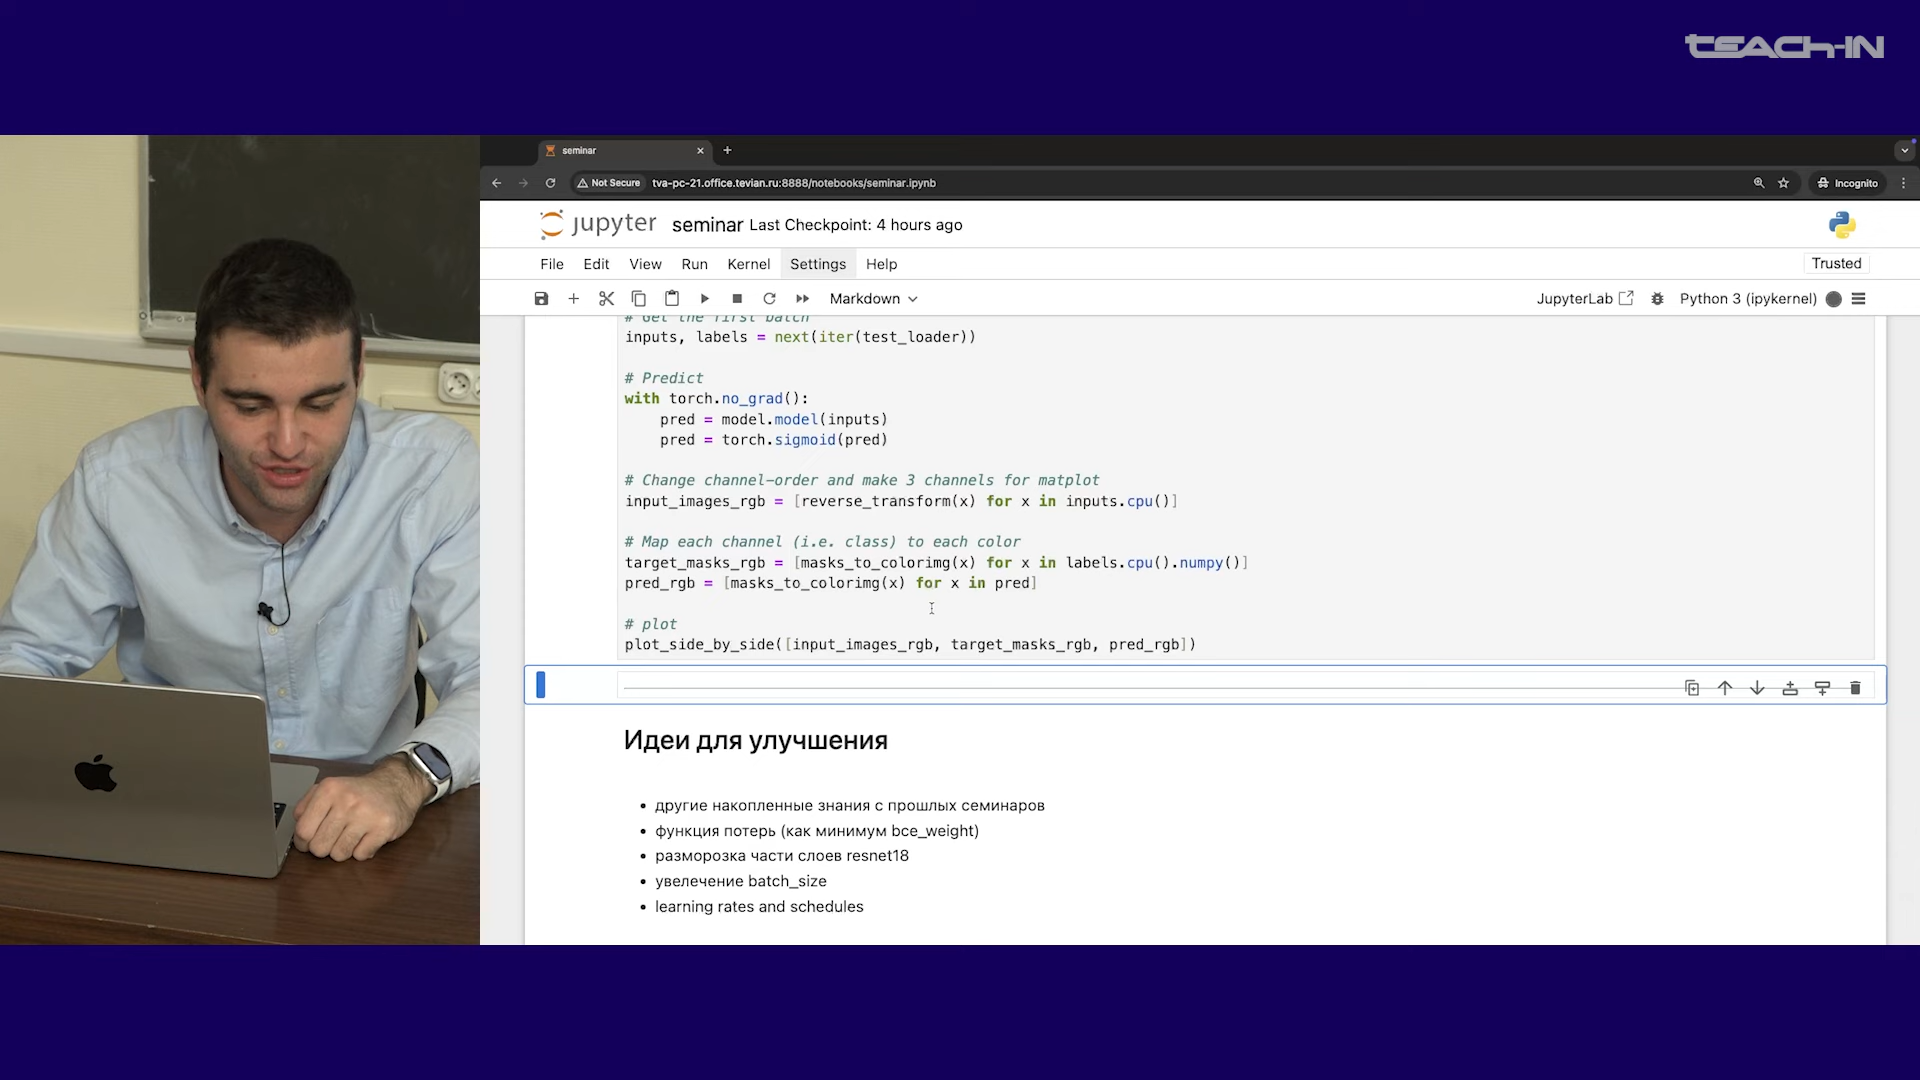 teach-in
seminar
Not Secure tva-pc-21.office.tevian.ru:8888/notebooks/seminar.ipynb
Incognito
jupyter seminar Last Checkpoint: 4 hours ago
File Edit View Run Kernel Settings Help
Trusted
Markdown
JupyterLab
Python 3 (ipykernel)
# Get the first batch
inputs, labels = next(iter(test_loader))
# Predict
with torch.no_grad():
pred = model.model(inputs)
pred = torch.sigmoid(pred)
# Change channel-order and make 3 channels for matplot
input_images_rgb = [reverse_transform(x) for x in inputs.cpu()]
# Map each channel (i.e. class) to each color
target_masks_rgb = [masks_to_colorimg(x) for x in labels.cpu().numpy()]
pred_rgb = [masks_to_colorimg(x) for x in pred]
# plot
plot_side_by_side([input_images_rgb, target_masks_rgb, pred_rgb])
Идеи для улучшения
• другие накопленные знания с прошлых семинаров
• функция потерь (как минимум bce_weight)
• разморозка части слоев resnet18
• увелечение batch_size
• learning rates and schedules